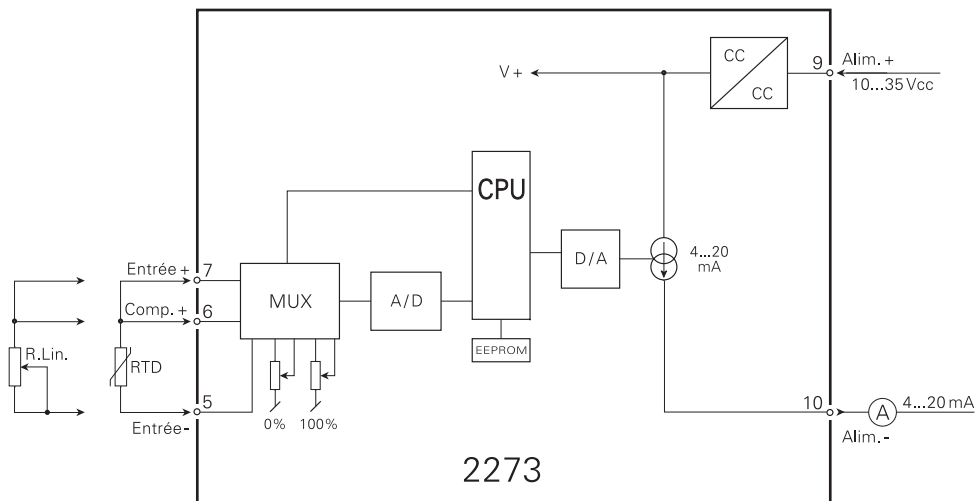 CC
CC
V+
9
Alim.+
10...35 Vcc
CPU
D/A
4...20
mA
Entrée+
7
MUX
A/D
Comp.+
6
EEPROM
R.Lin.
RTD
5
Entrée-
0%
100%
10
A
4...20 mA
Alim.-
2273